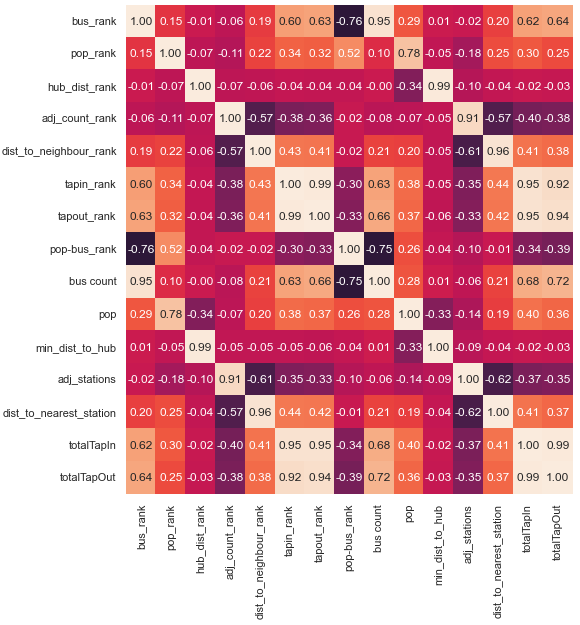 bus_rank 1.00 0.15 -0.01 -0.06 0.19 0.60 0.63 -0.76 0.95 0.29 0.01 -0.02 0.20 0.62 0.64
pop_rank 0.15 1.00 -0.07 -0.11 0.22 0.34 0.32 0.52 0.10 0.78 -0.05 -0.18 0.25 0.30 0.25
hub_dist_rank -0.01 -0.07 1.00 -0.07 -0.06 -0.04 -0.04 -0.04 -0.00 -0.34 0.99 -0.10 -0.04 -0.02 -0.03
adj_count_rank -0.06 -0.11 -0.07 1.00 -0.57 -0.38 -0.36 -0.02 -0.08 -0.07 -0.05 0.91 -0.57 -0.40 -0.38
dist_to_neighbour_rank 0.19 0.22 -0.06 -0.57 1.00 0.43 0.41 -0.02 0.21 0.20 -0.05 -0.61 0.96 0.41 0.38
tapin_rank 0.60 0.34 -0.04 -0.38 0.43 1.00 0.99 -0.30 0.63 0.38 -0.05 -0.35 0.44 0.95 0.92
tapout_rank 0.63 0.32 -0.04 -0.36 0.41 0.99 1.00 -0.33 0.66 0.37 -0.06 -0.33 0.42 0.95 0.94
pop-bus_rank -0.76 0.52 -0.04 -0.02 -0.02 -0.30 -0.33 1.00 -0.75 0.26 -0.04 -0.10 -0.01 -0.34 -0.39
bus count 0.95 0.10 -0.00 -0.08 0.21 0.63 0.66 -0.75 1.00 0.28 0.01 -0.06 0.21 0.68 0.72
pop 0.29 0.78 -0.34 -0.07 0.20 0.38 0.37 0.26 0.28 1.00 -0.33 -0.14 0.19 0.40 0.36
min_dist_to_hub 0.01 -0.05 0.99 -0.05 -0.05 -0.05 -0.06 -0.04 0.01 -0.33 1.00 -0.09 -0.04 -0.02 -0.03
adj_stations -0.02 -0.18 -0.10 0.91 -0.61 -0.35 -0.33 -0.10 -0.06 -0.14 -0.09 1.00 -0.62 -0.37 -0.35
dist_to_nearest_station 0.20 0.25 -0.04 -0.57 0.96 0.44 0.42 -0.01 0.21 0.19 -0.04 -0.62 1.00 0.41 0.37
totalTapIn 0.62 0.30 -0.02 -0.40 0.41 0.95 0.95 -0.34 0.68 0.40 -0.02 -0.37 0.41 1.00 0.99
totalTapOut 0.64 0.25 -0.03 -0.38 0.38 0.92 0.94 -0.39 0.72 0.36 -0.03 -0.35 0.37 0.99 1.00
bus_rank
pop_rank
hub_dist_rank
adj_count_rank
dist_to_neighbour_rank
tapin_rank
tapout_rank
pop-bus_rank
bus count
pop
min_dist_to_hub
adj_stations
dist_to_nearest_station
totalTapIn
totalTapOut